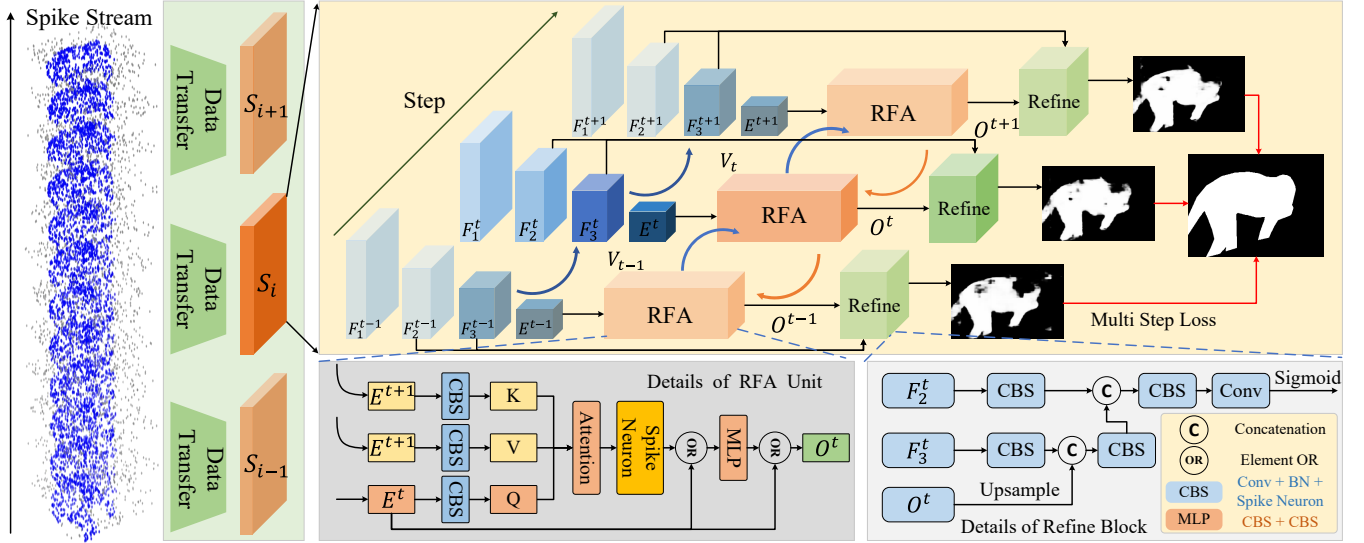 Spike Stream
Data Transfer
S_{i+1}
Data Transfer
S_i
Data Transfer
S_{i-1}
Step
F_1^{t+1}
F_2^{t+1}
F_3^{t+1}
E^{t+1}
RFA
O^{t+1}
Refine
F_1^t
F_2^t
F_3^t
E^t
V_t
RFA
O^t
Refine
F_1^{t-1}
F_2^{t-1}
F_3^{t-1}
E^{t-1}
V_{t-1}
RFA
O^{t-1}
Refine
Multi Step Loss
Details of RFA Unit
E^{t+1}
CBS
K
E^{t+1}
CBS
V
E^t
CBS
Q
Attention
Spike Neuron
OR
MLP
OR
O^t
F_2^t
CBS
C
CBS
Conv
Sigmoid
F_3^t
CBS
C
CBS
O^t
Upsample
Details of Refine Block
C
Concatenation
OR
Element OR
CBS
Conv + BN +
Spike Neuron
MLP
CBS + CBS